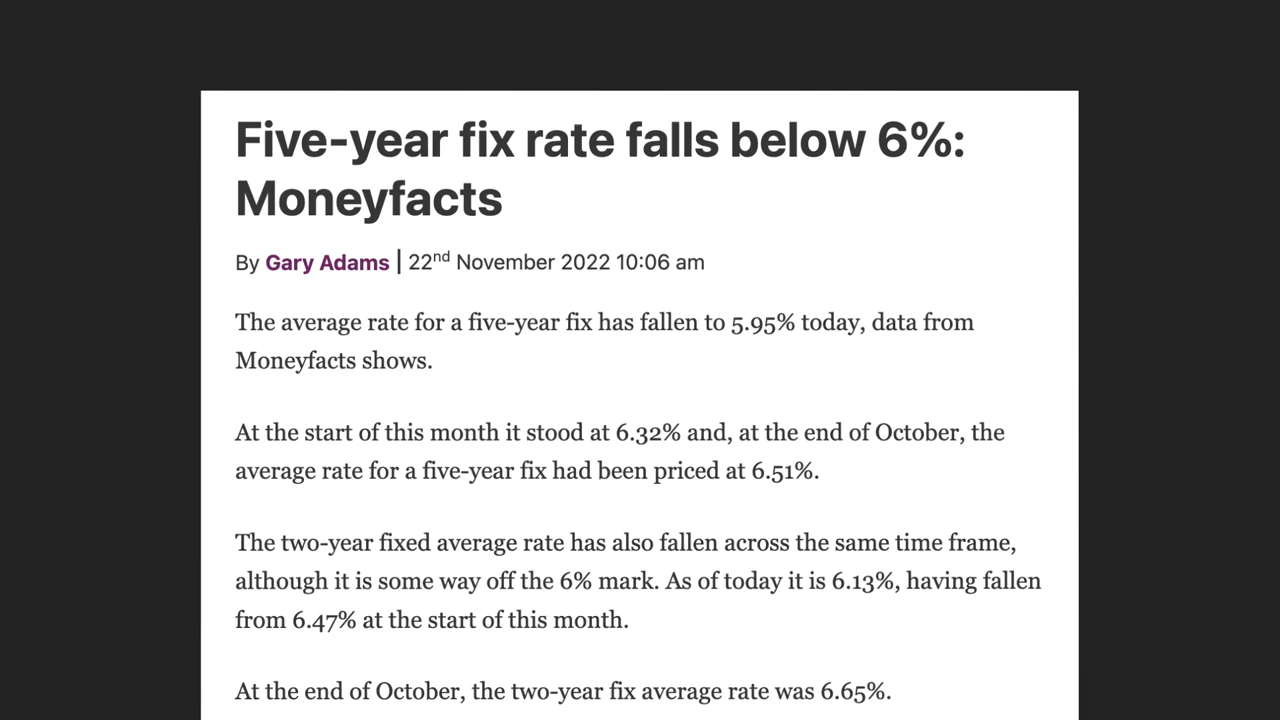 Five-year fix rate falls below 6%:
Moneyfacts
By Gary Adams | 22nd November 2022 10:06 am
The average rate for a five-year fix has fallen to 5.95% today, data from
Moneyfacts shows.
At the start of this month it stood at 6.32% and, at the end of October, the
average rate for a five-year fix had been priced at 6.51%.
The two-year fixed average rate has also fallen across the same time frame,
although it is some way off the 6% mark. As of today it is 6.13%, having fallen
from 6.47% at the start of this month.
At the end of October, the two-year fix average rate was 6.65%.